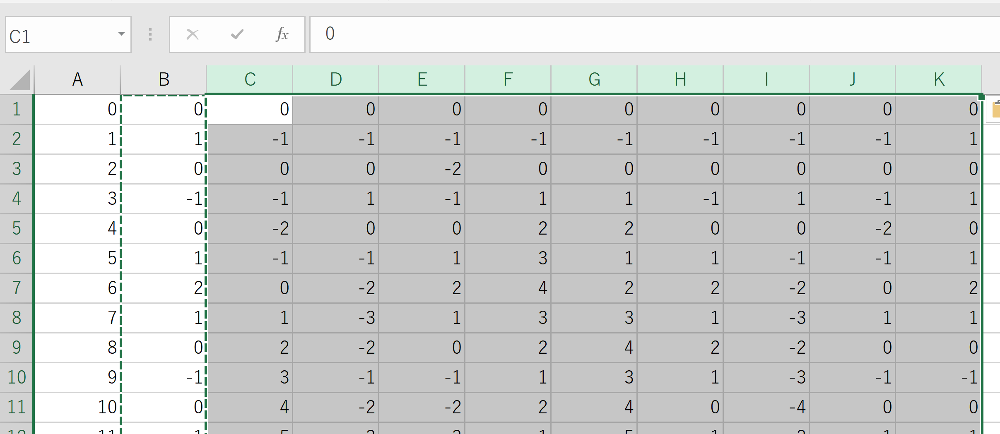 C1 fx 0
A B C D E F G H I J K
1 0 0 0 0 0 0 0 0 0 0 0
2 1 1 -1 -1 -1 -1 -1 -1 -1 -1 1
3 2 0 0 0 -2 0 0 0 0 0 0
4 3 -1 -1 1 -1 1 1 -1 1 -1 1
5 4 0 -2 0 0 2 2 0 0 -2 0
6 5 1 -1 -1 1 3 1 1 -1 -1 1
7 6 2 0 -2 2 4 2 2 -2 0 2
8 7 1 1 -3 1 3 3 1 -3 1 1
9 8 0 2 -2 0 2 4 2 -2 0 0
10 9 -1 3 -1 -1 1 3 1 -3 -1 -1
11 10 0 4 -2 -2 2 4 0 -4 0 0